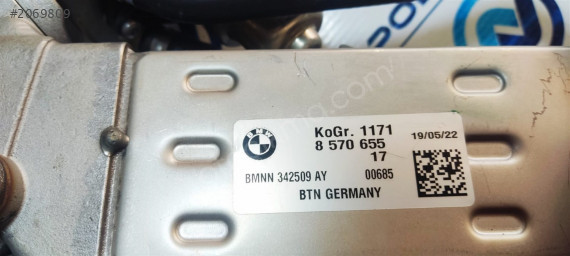 #2069809
BMW
KoGr. 1171
19/05/22
8 570 655
17
BMNN 342509 AY
00685
BTN GERMANY